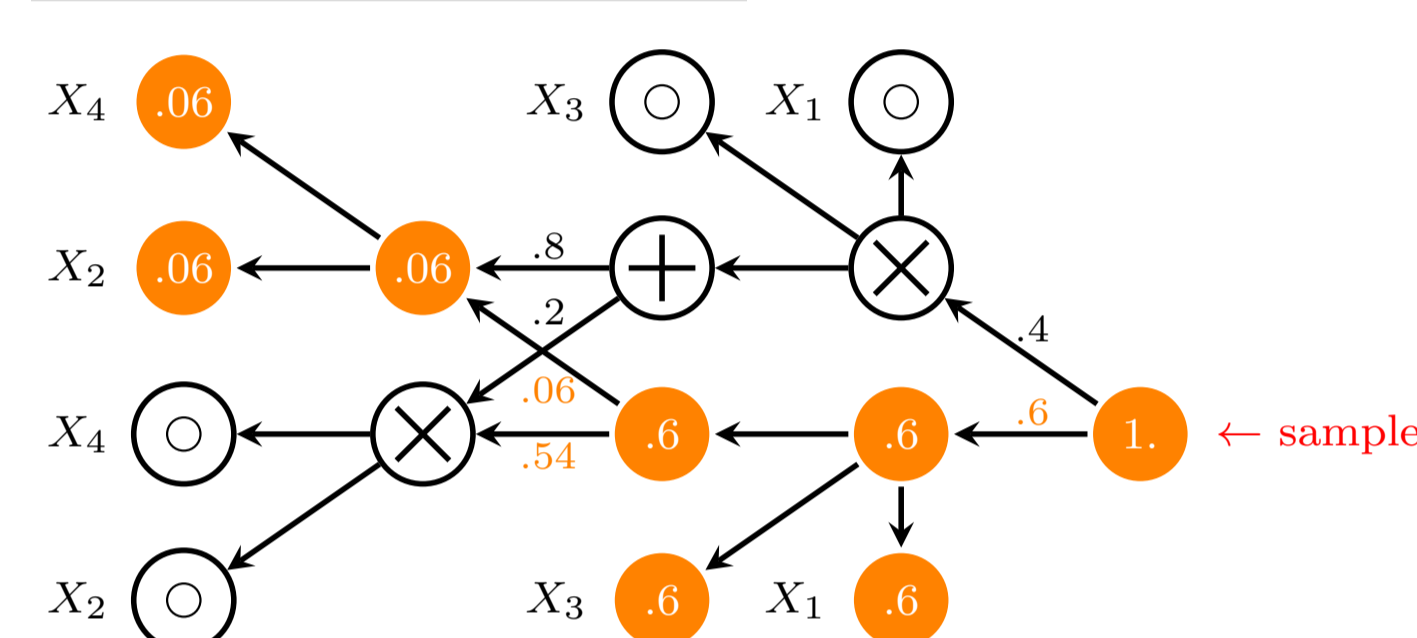 X4 .06 X3 X1
X2 .06 .06 .8
.2 .4
.06
X4 .6 .6 .6 1. ← sample
.54
X2 X3 .6 X1 .6